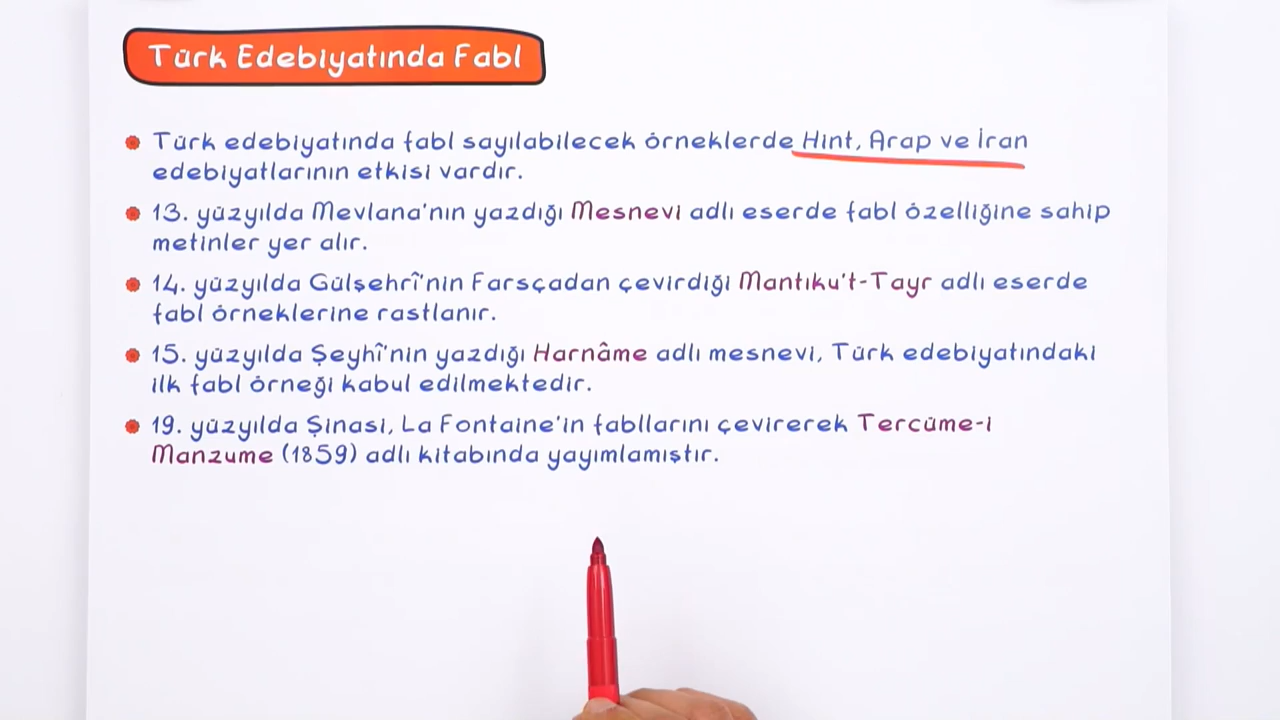 Türk Edebiyatında Fabl
Türk edebiyatında fabl sayılabilecek örneklerde Hint, Arap ve İran
edebiyatlarının etkisi vardır.
13. yüzyılda Mevlana'nın yazdığı Mesnevi adlı eserde fabl özelliğine sahip
metinler yer alır.
14. yüzyılda Gülşehrî'nin Farsçadan çevirdiği Mantıku't-Tayr adlı eserde
fabl örneklerine rastlanır.
15. yüzyılda Şeyhî'nin yazdığı Harnâme adlı mesnevi, Türk edebiyatındaki
ilk fabl örneği kabul edilmektedir.
19. yüzyılda Şinasi, La Fontaine'in fabllarını çevirerek Tercüme-i
Manzume (1859) adlı kitabında yayımlamıştır.